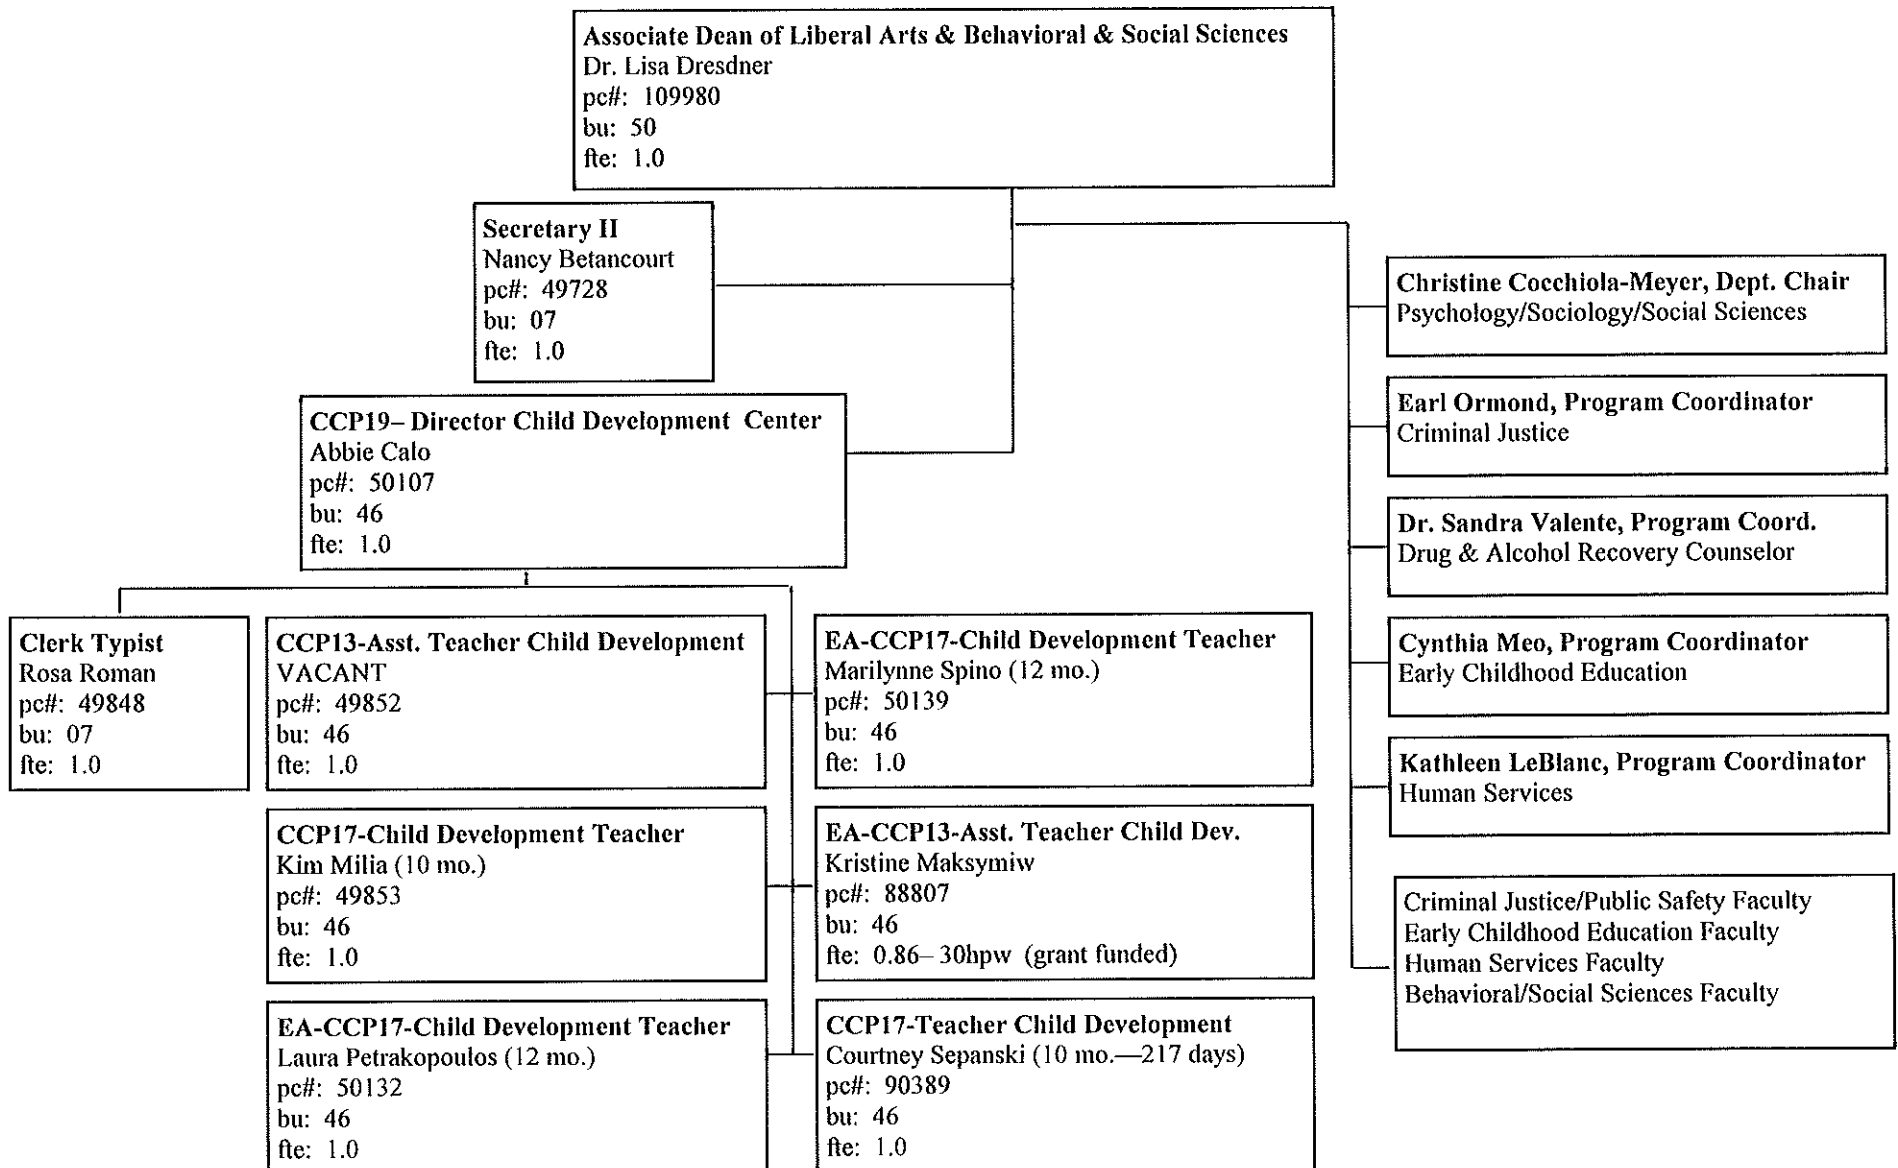 Associate Dean of Liberal Arts & Behavioral & Social Sciences
Dr. Lisa Dresdner
pc#: 109980
bu: 50
fte: 1.0
Secretary II
Nancy Betancourt
pc#: 49728
bu: 07
fte: 1.0
CCP19– Director Child Development Center
Abbie Calo
pc#: 50107
bu: 46
fte: 1.0
Clerk Typist
Rosa Roman
pc#: 49848
bu: 07
fte: 1.0
CCP13-Asst. Teacher Child Development
VACANT
pc#: 49852
bu: 46
fte: 1.0
EA-CCP17-Child Development Teacher
Marilynne Spino (12 mo.)
pc#: 50139
bu: 46
fte: 1.0
CCP17-Child Development Teacher
Kim Milia (10 mo.)
pc#: 49853
bu: 46
fte: 1.0
EA-CCP13-Asst. Teacher Child Dev.
Kristine Maksymiw
pc#: 88807
bu: 46
fte: 0.86– 30hpw (grant funded)
EA-CCP17-Child Development Teacher
Laura Petrakopoulos (12 mo.)
pc#: 50132
bu: 46
fte: 1.0
CCP17-Teacher Child Development
Courtney Sepanski (10 mo.—217 days)
pc#: 90389
bu: 46
fte: 1.0
Christine Cocchiola-Meyer, Dept. Chair
Psychology/Sociology/Social Sciences
Earl Ormond, Program Coordinator
Criminal Justice
Dr. Sandra Valente, Program Coord.
Drug & Alcohol Recovery Counselor
Cynthia Meo, Program Coordinator
Early Childhood Education
Kathleen LeBlanc, Program Coordinator
Human Services
Criminal Justice/Public Safety Faculty
Early Childhood Education Faculty
Human Services Faculty
Behavioral/Social Sciences Faculty